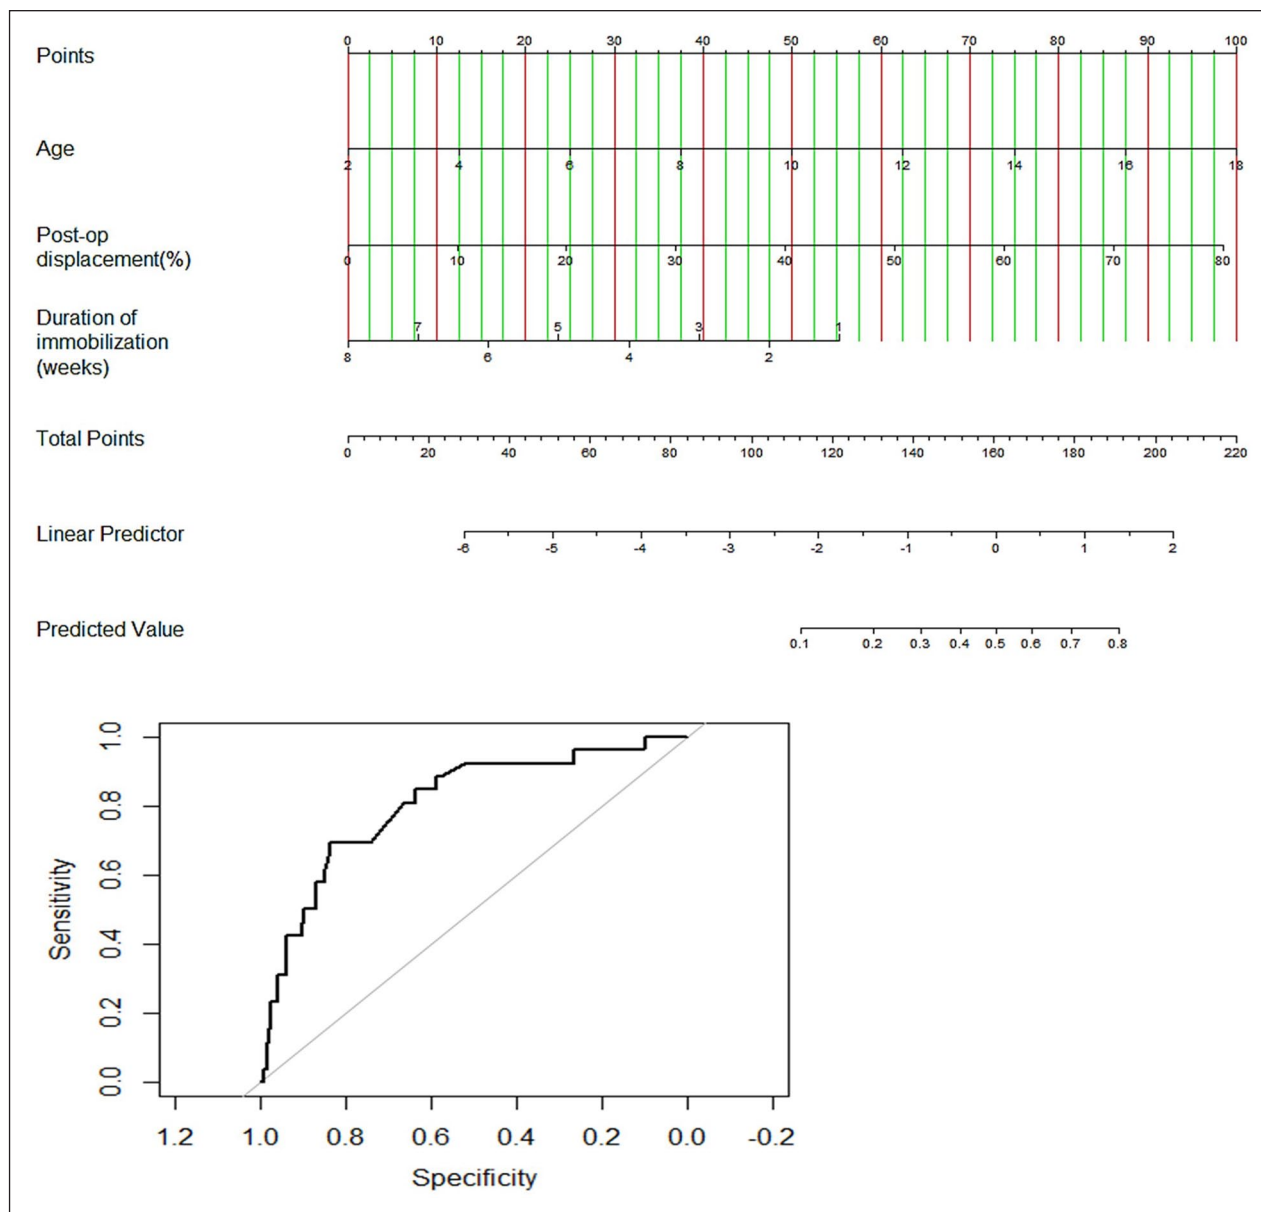 Points
0 10 20 30 40 50 60 70 80 90 100
Age
2 4 6 8 10 12 14 16 18
Post-op
displacement(%)
0 10 20 30 40 50 60 70 80
Duration of
immobilization
(weeks)
7 5 3 1
8 6 4 2
Total Points
0 20 40 60 80 100 120 140 160 180 200 220
Linear Predictor
-6 -5 -4 -3 -2 -1 0 1 2
Predicted Value
0.1 0.2 0.3 0.4 0.5 0.6 0.7 0.8
Sensitivity
1.0
0.8
0.6
0.4
0.2
0.0
1.2 1.0 0.8 0.6 0.4 0.2 0.0 -0.2
Specificity